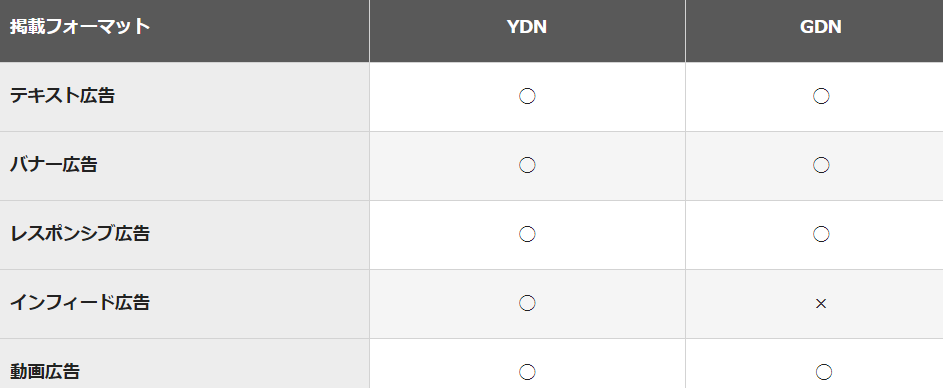 掲載フォーマット YDN GDN
テキスト広告 ◯ ◯
バナー広告 ◯ ◯
レスポンシブ広告 ◯ ◯
インフィード広告 ◯ ×
動画広告 ◯ ◯